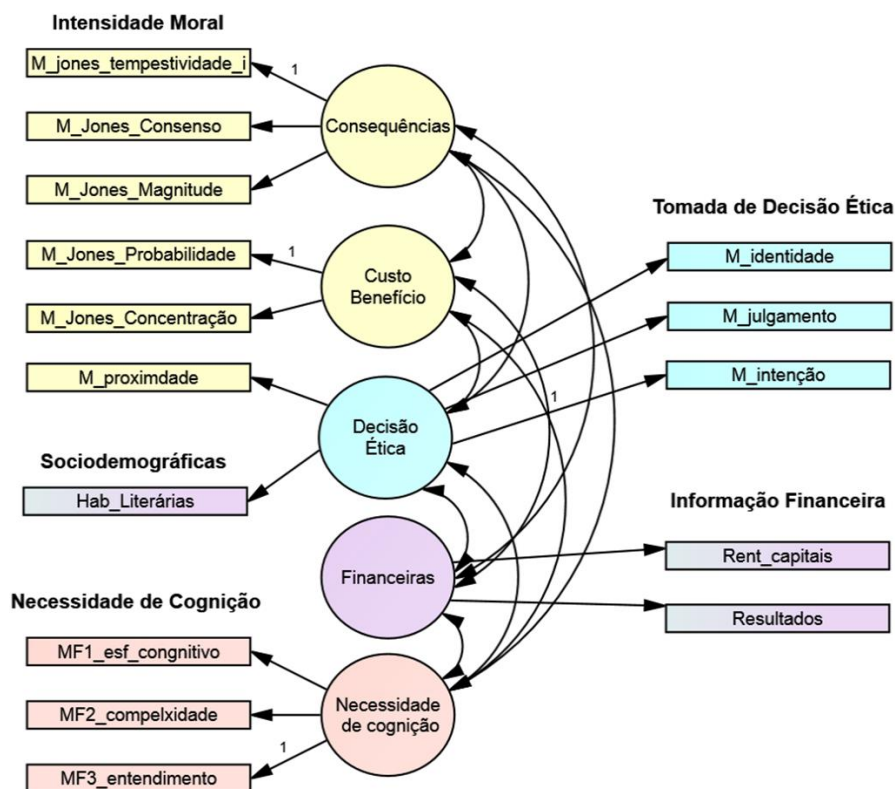 Intensidade Moral
M_jones_tempestividade_i
1
M_Jones_Consenso
M_Jones_Magnitude
M_Jones_Probabilidade
1
M_Jones_Concentração
M_proximdade
Sociodemográficas
Hab_Literárias
Necessidade de Cognição
MF1_esf_congnitivo
MF2_compelxidade
1
MF3_entendimento
Consequências
Custo
Benefício
Decisão
Ética
Financeiras
Necessidade
de cognição
Tomada de Decisão Ética
M_identidade
M_julgamento
1
M_intenção
Informação Financeira
Rent_capitais
Resultados